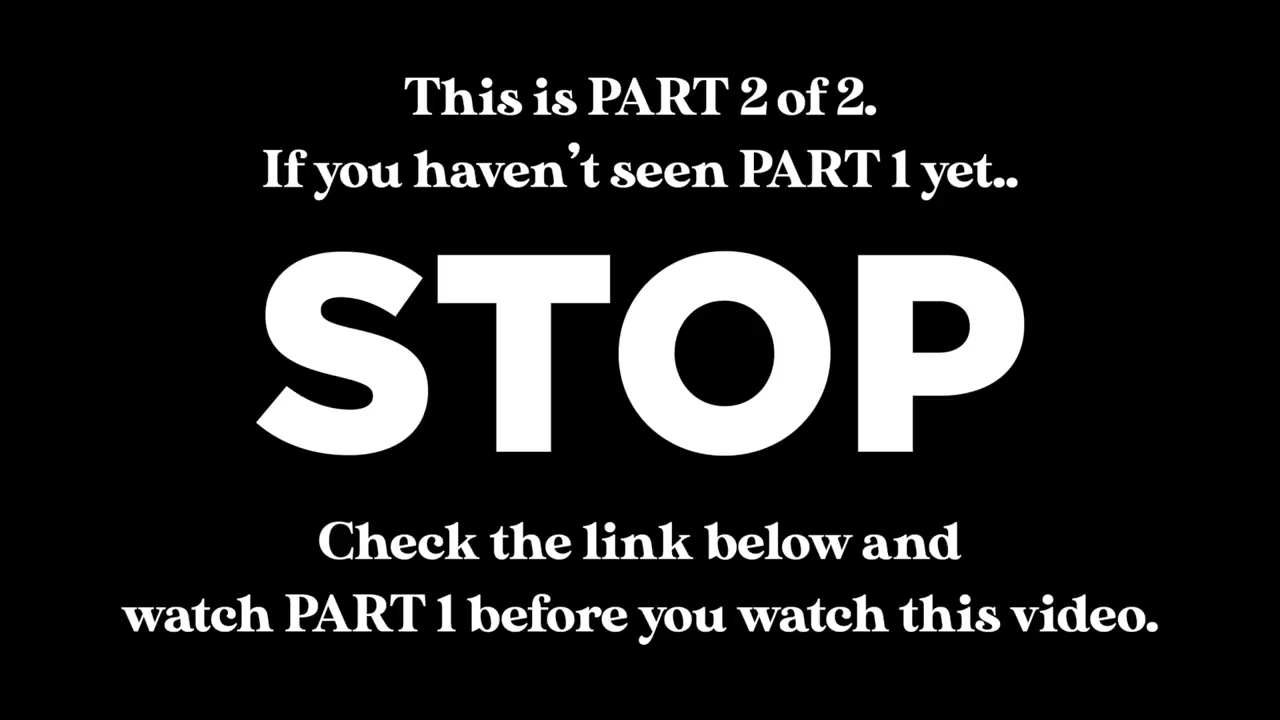 This is PART 2 of 2.
If you haven’t seen PART 1 yet..
STOP
Check the link below and
watch PART 1 before you watch this video.